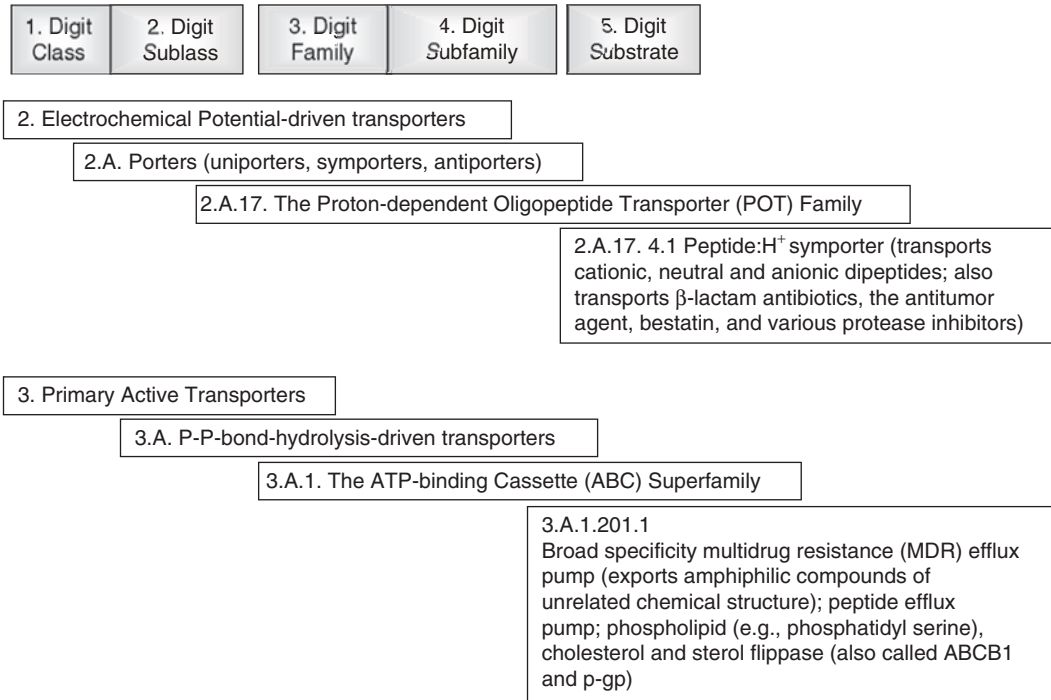 1. Digit
Class
2. Digit
Sublass
3. Digit
Family
4. Digit
Subfamily
5. Digit
Substrate
2. Electrochemical Potential-driven transporters
2.A. Porters (uniporters, symporters, antiporters)
2.A.17. The Proton-dependent Oligopeptide Transporter (POT) Family
2.A.17. 4.1 Peptide:H⁺ symporter (transports
cationic, neutral and anionic dipeptides; also
transports β-lactam antibiotics, the antitumor
agent, bestatin, and various protease inhibitors)
3. Primary Active Transporters
3.A. P-P-bond-hydrolysis-driven transporters
3.A.1. The ATP-binding Cassette (ABC) Superfamily
3.A.1.201.1
Broad specificity multidrug resistance (MDR) efflux
pump (exports amphiphilic compounds of
unrelated chemical structure); peptide efflux
pump; phospholipid (e.g., phosphatidyl serine),
cholesterol and sterol flippase (also called ABCB1
and p-gp)